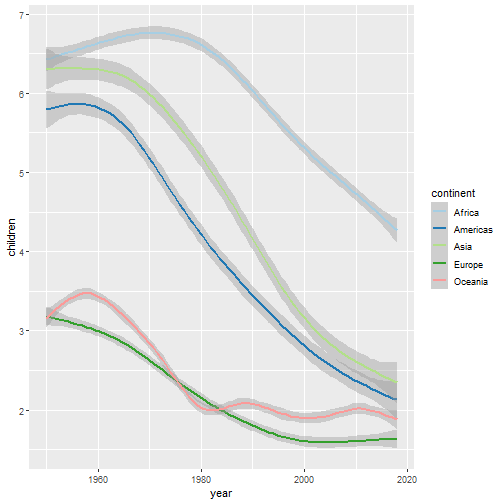 7
6
5
4
3
2
children
1960
1980
2000
2020
year
continent
Africa
Americas
Asia
Europe
Oceania